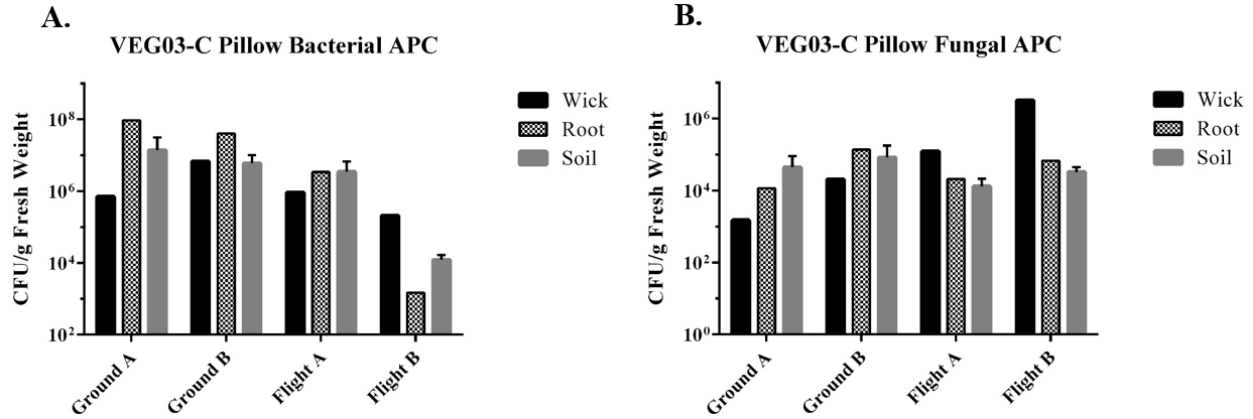 A.
VEG03-C Pillow Bacterial APC
CFU/g Fresh Weight
10⁸
10⁶
10⁴
10²
Ground A
Ground B
Flight A
Flight B
Wick
Root
Soil
B.
VEG03-C Pillow Fungal APC
CFU/g Fresh Weight
10⁶
10⁴
10²
10⁰
Ground A
Ground B
Flight A
Flight B
Wick
Root
Soil